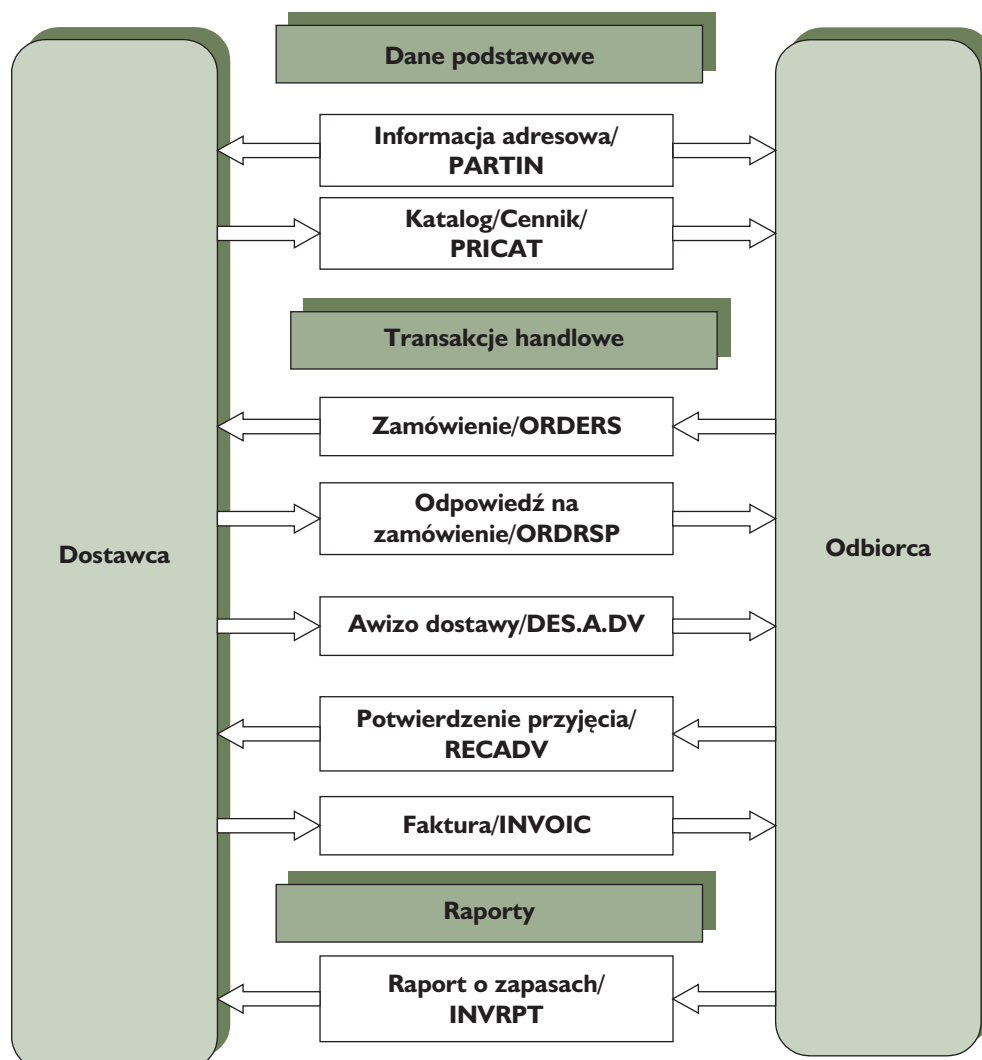 Dane podstawowe
Informacja adresowa/
PARTIN
Katalog/Cennik/
PRICAT
Transakcje handlowe
Zamówienie/ORDERS
Odpowiedź na
zamówienie/ORDRSP
Dostawca
Odbiorca
Awizo dostawy/DES.A.DV
Potwierdzenie przyjęcia/
RECADV
Faktura/INVOIC
Raporty
Raport o zapasach/
INVRPT